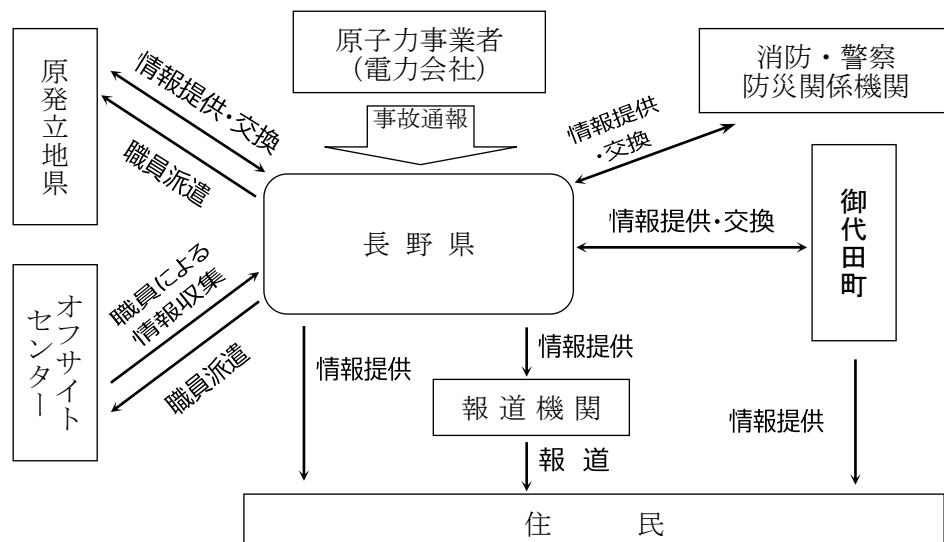 原子力事業者
（電力会社）
事故通報
原発立地県
情報提供・交換
職員派遣
消防・警察
防災関係機関
情報提供
・交換
長野県
情報提供・交換
御代田町
オフサイト
センター
職員による
情報収集
職員派遣
情報提供
情報提供
報道機関
報道
情報提供
住民